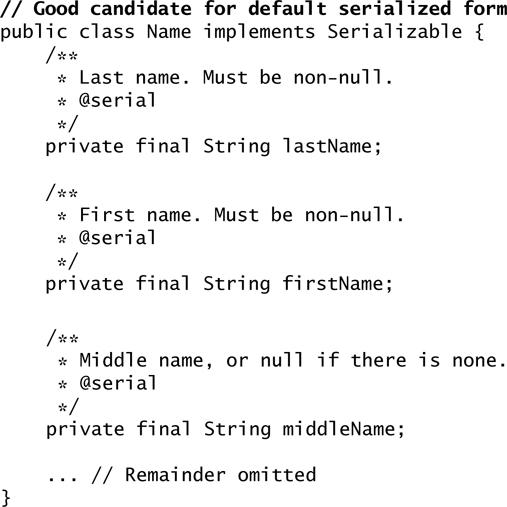 // Good candidate for default serialized form
public class Name implements Serializable {
    /**
     * Last name. Must be non-null.
     * @serial
     */
    private final String lastName;

    /**
     * First name. Must be non-null.
     * @serial
     */
    private final String firstName;

    /**
     * Middle name, or null if there is none.
     * @serial
     */
    private final String middleName;

    ... // Remainder omitted
}